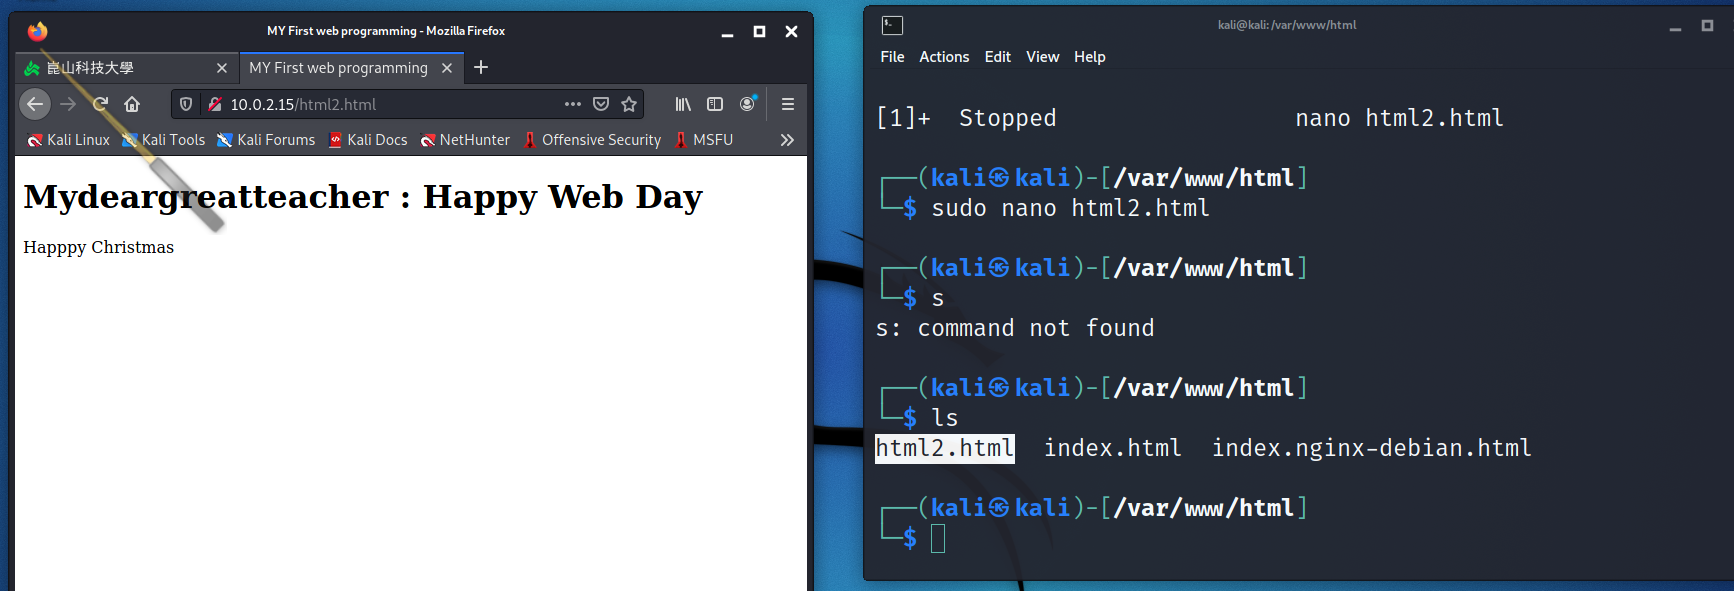 MY First web programming - Mozilla Firefox
崑山科技大學
MY First web programming
10.0.2.15/html2.html
Kali Linux Kali Tools Kali Forums Kali Docs NetHunter Offensive Security MSFU
Mydeargreatteacher : Happy Web Day
Happpy Christmas
kali@kali: /var/www/html
File Actions Edit View Help
[1]+ Stopped nano html2.html
┌──(kali㉿kali)-[/var/www/html]
└─$ sudo nano html2.html
┌──(kali㉿kali)-[/var/www/html]
└─$ s
s: command not found
┌──(kali㉿kali)-[/var/www/html]
└─$ ls
html2.html index.html index.nginx-debian.html
┌──(kali㉿kali)-[/var/www/html]
└─$